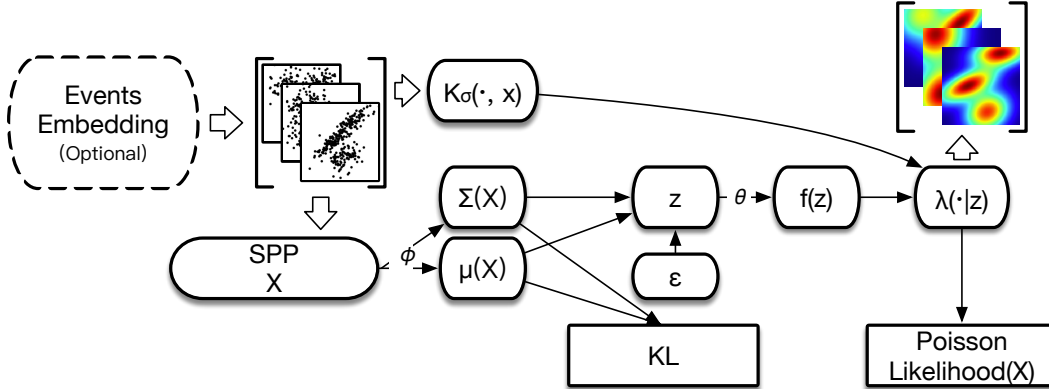 Events
Embedding
(Optional)
Kσ(·, x)
Σ(X)
z
θ
f(z)
λ(·|z)
SPP
X
ϕ
μ(X)
ε
KL
Poisson
Likelihood(X)